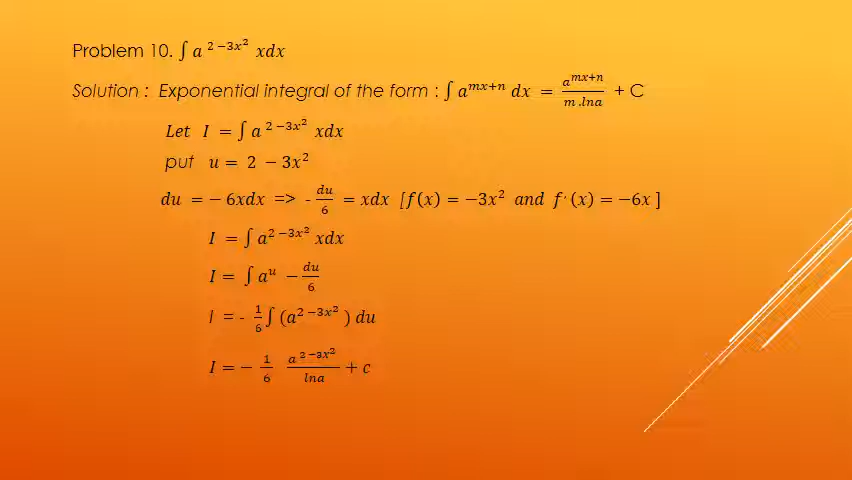 Problem 10. ∫ a ^(2 −3x²) xdx
Solution : Exponential integral of the form : ∫ a^(mx+n) dx = a^(mx+n) / m .lna + C
Let I = ∫ a ^(2 −3x²) xdx
put u = 2 − 3x²
du = − 6xdx => - du/6 = xdx [f(x) = −3x² and f‧(x) = −6x ]
I = ∫ a^(2 −3x²) xdx
I = ∫ a^u − du/6
I = - 1/6 ∫ (a^(2 −3x²) ) du
I = − 1/6 a^(2 −3x²) / lna + c